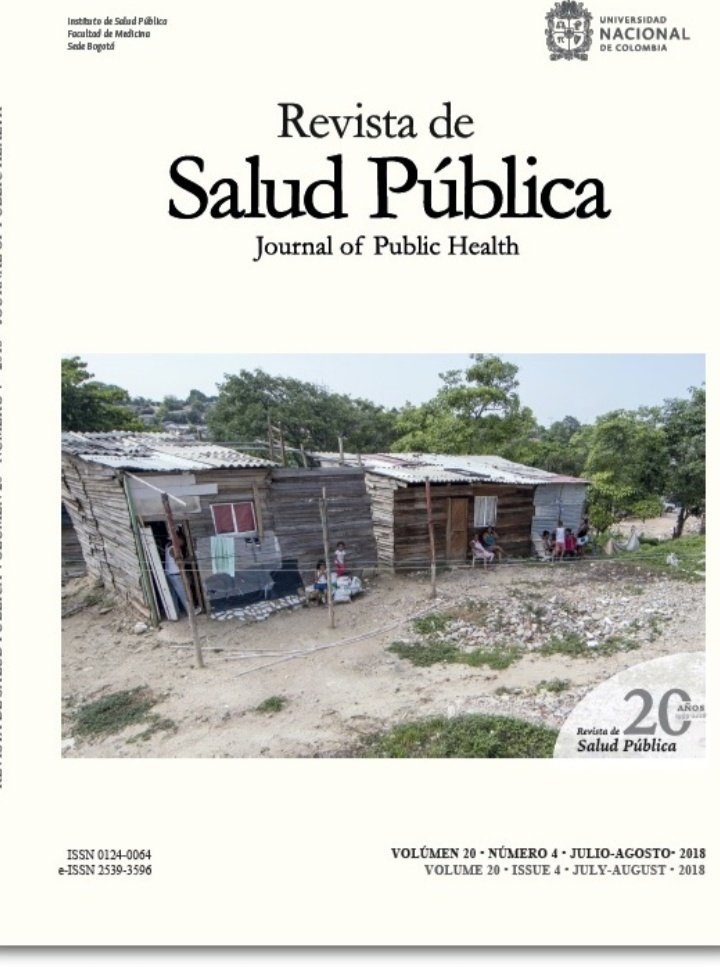 Instituto de Salud Pública
Facultad de Medicina
Sede Bogotá
UNIVERSIDAD
NACIONAL
DE COLOMBIA
Revista de
Salud Pública
Journal of Public Health
20
AÑOS
Revista de
Salud Pública
ISSN 0124-0064
e-ISSN 2539-3596
VOLÚMEN 20 · NÚMERO 4 · JULIO-AGOSTO· 2018
VOLUME 20 · ISSUE 4 · JULY-AUGUST · 2018